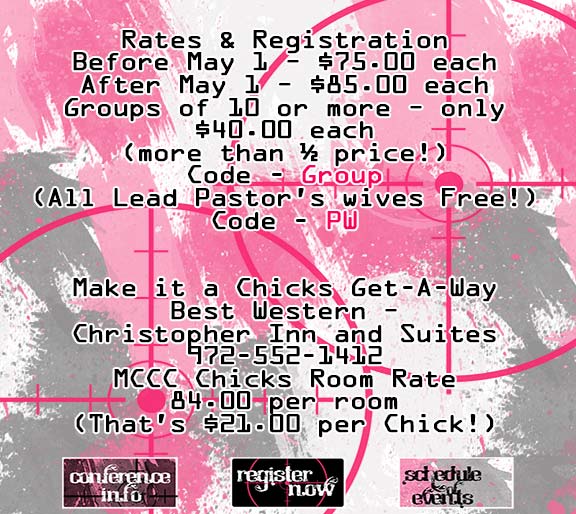 Rates & Registration
Before May 1 - $75.00 each
After May 1 - $85.00 each
Groups of 10 or more - only
$40.00 each
(more than ½ price!)
Code - Group
(All Lead Pastor's wives Free!)
Code - PW
Make it a Chicks Get-A-Way
Best Western -
Christopher Inn and Suites
972-552-1412
MCCC Chicks Room Rate
84.00 per room
(That's $21.00 per Chick!)
conference
info
register
now
schedule
of
events